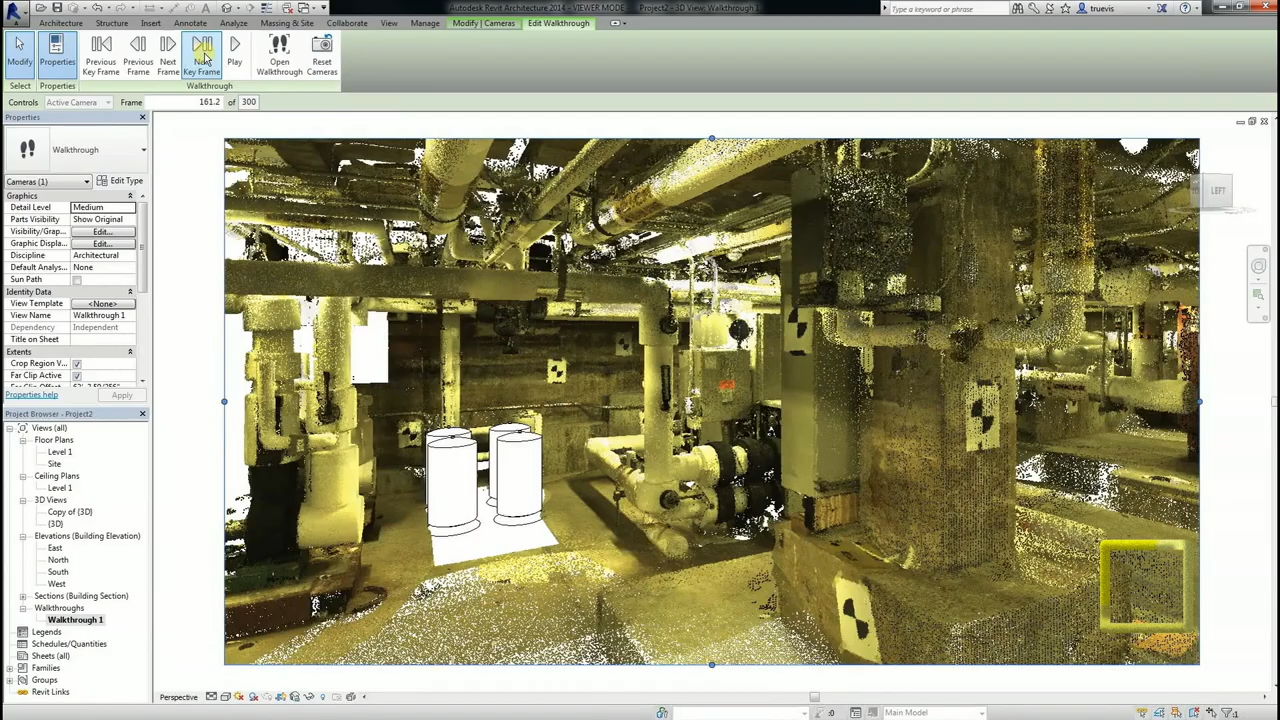 Autodesk Revit Architecture 2014 - VIEWER MODE - Project2 - 3D View: Walkthrough 1
Type a keyword or phrase
truevis
Architecture Structure Insert Annotate Analyze Massing & Site Collaborate View Manage Modify | Cameras Edit Walkthrough
Modify Properties Previous Key Frame Previous Frame Next Frame Next Key Frame Play Open Walkthrough Reset Cameras
Select Properties Walkthrough
Controls Active Camera Frame 161.2 of 300
Properties
Walkthrough
Cameras (1) Edit Type
Graphics
Detail Level Medium
Parts Visibility Show Original
Visibility/Grap... Edit...
Graphic Displa... Edit...
Discipline Architectural
Default Analys... None
Sun Path
Identity Data
View Template <None>
View Name Walkthrough 1
Dependency Independent
Title on Sheet
Extents
Crop Region V...
Far Clip Active
Properties help Apply
Project Browser - Project2
Views (all)
Floor Plans
Level 1
Site
Ceiling Plans
Level 1
3D Views
Copy of {3D}
{3D}
Elevations (Building Elevation)
East
North
South
West
Sections (Building Section)
Walkthroughs
Walkthrough 1
Legends
Schedules/Quantities
Sheets (all)
Families
Groups
Revit Links
LEFT
Perspective
:0 Main Model :1